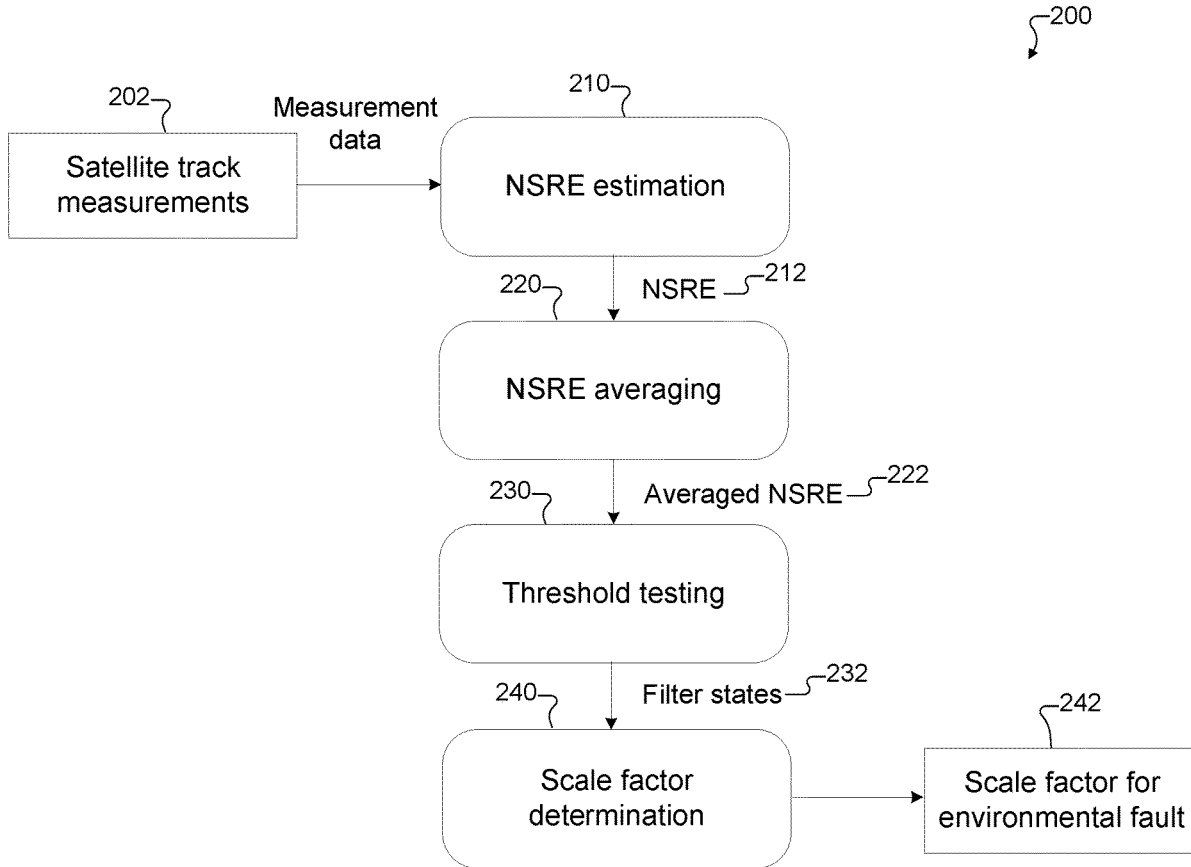 200
202
Measurement
data
210
Satellite track
measurements
NSRE estimation
220
NSRE 212
NSRE averaging
230
Averaged NSRE 222
Threshold testing
240
Filter states 232
242
Scale factor
determination
Scale factor for
environmental fault